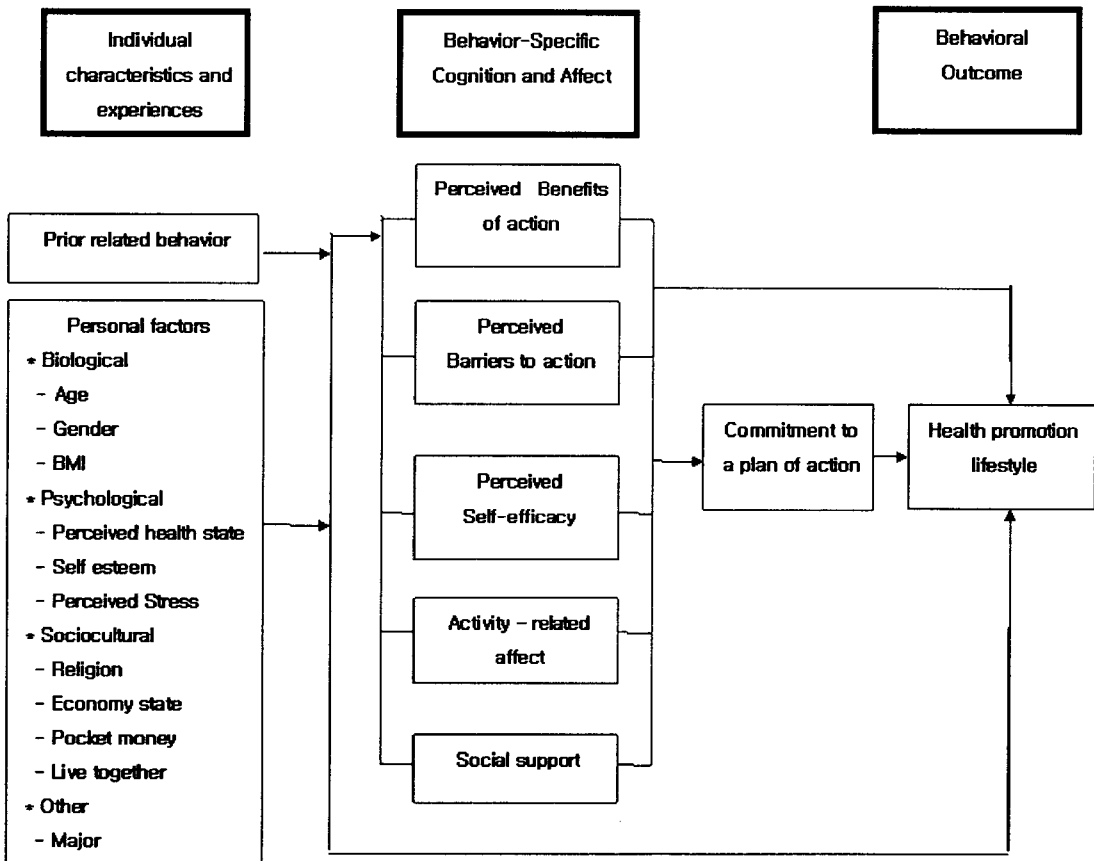 Individual
characteristics and
experiences
Behavior-Specific
Cognition and Affect
Behavioral
Outcome
Prior related behavior
Personal factors
* Biological
- Age
- Gender
- BMI
* Psychological
- Perceived health state
- Self esteem
- Perceived Stress
* Sociocultural
- Religion
- Economy state
- Pocket money
- Live together
* Other
- Major
Perceived Benefits
of action
Perceived
Barriers to action
Perceived
Self-efficacy
Activity - related
affect
Social support
Commitment to
a plan of action
Health promotion
lifestyle